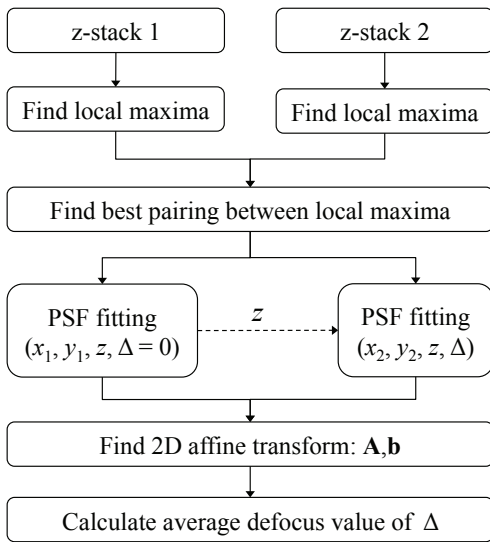 z-stack 1
z-stack 2
Find local maxima
Find local maxima
Find best pairing between local maxima
PSF fitting
(x₁, y₁, z, Δ = 0)
z
PSF fitting
(x₂, y₂, z, Δ)
Find 2D affine transform: A,b
Calculate average defocus value of Δ